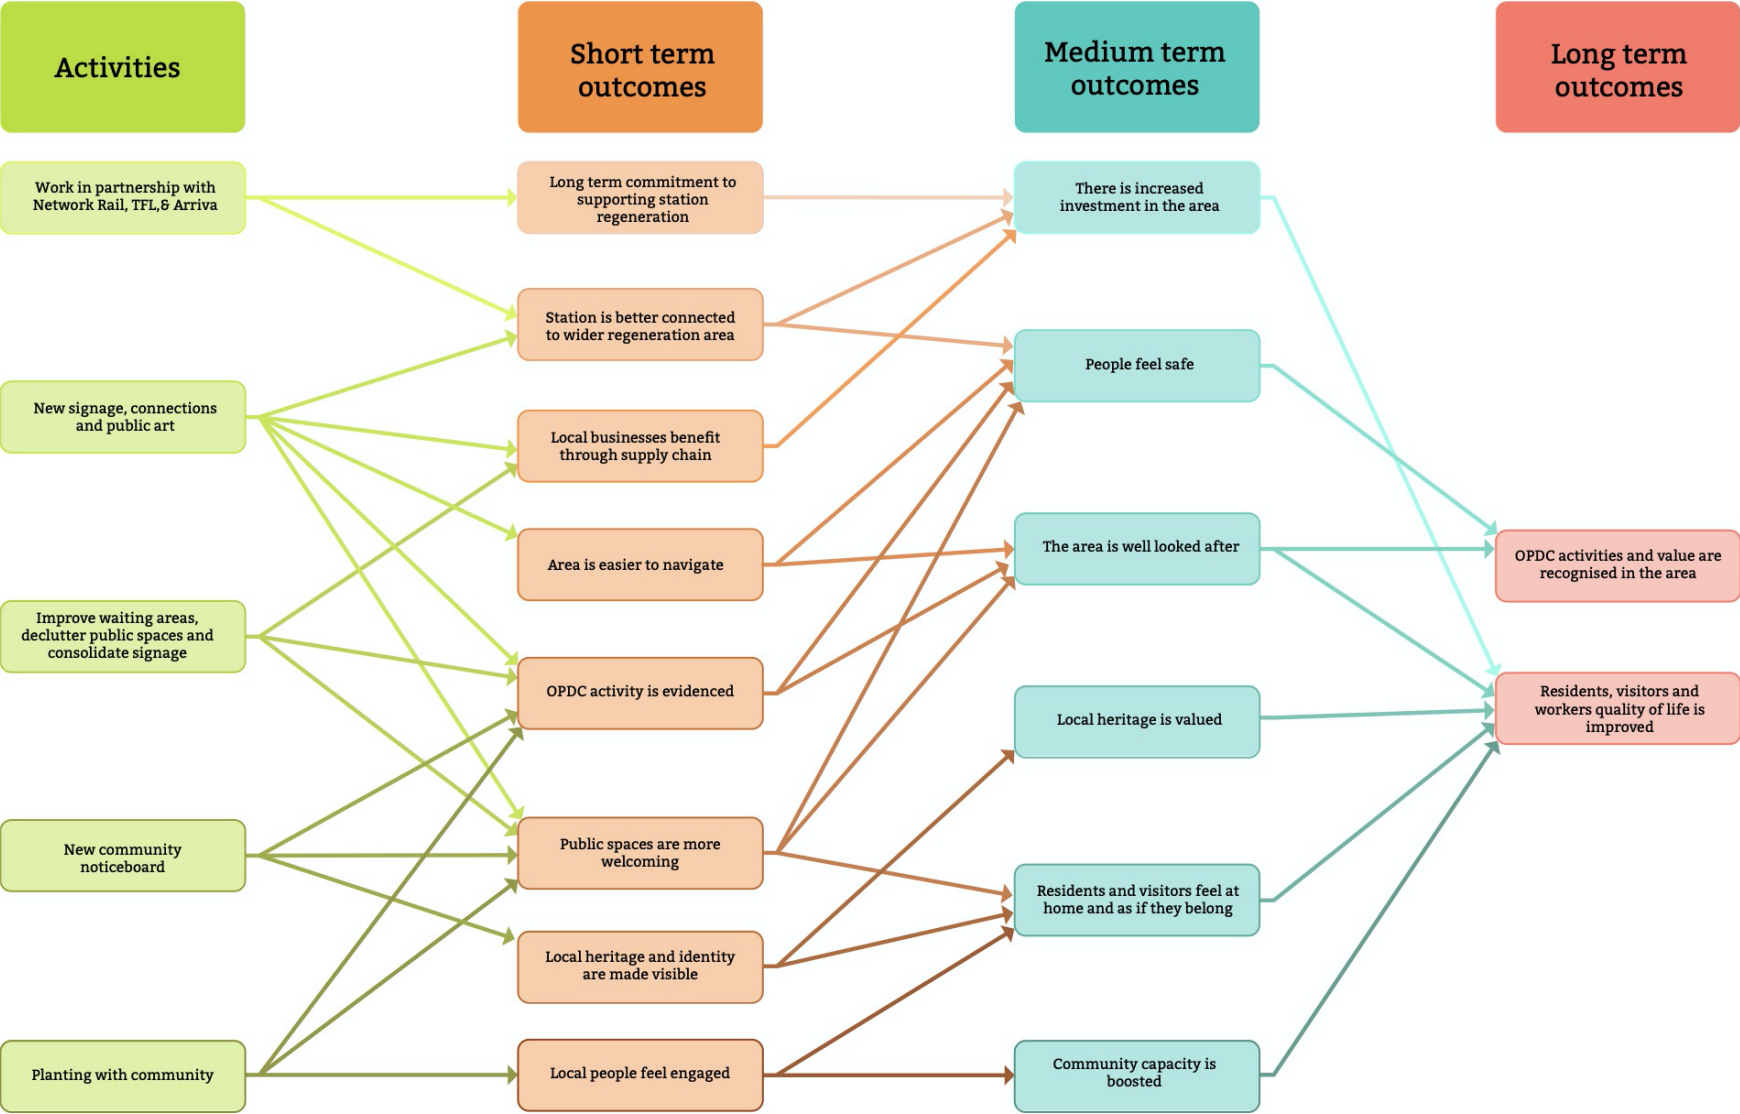 Activities
Short term
outcomes
Medium term
outcomes
Long term
outcomes
Work in partnership with
Network Rail, TFL,& Arriva
New signage, connections
and public art
Improve waiting areas,
declutter public spaces and
consolidate signage
New community
noticeboard
Planting with community
Long term commitment to
supporting station
regeneration
Station is better connected
to wider regeneration area
Local businesses benefit
through supply chain
Area is easier to navigate
OPDC activity is evidenced
Public spaces are more
welcoming
Local heritage and identity
are made visible
Local people feel engaged
There is increased
investment in the area
People feel safe
The area is well looked after
Local heritage is valued
Residents and visitors feel at
home and as if they belong
Community capacity is
boosted
OPDC activities and value are
recognised in the area
Residents, visitors and
workers quality of life is
improved